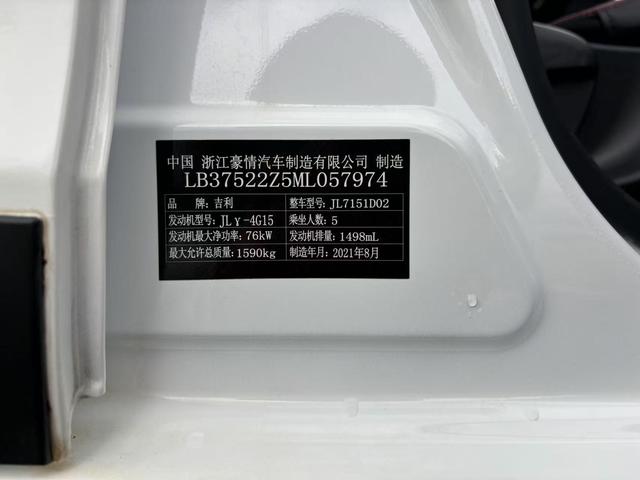 中国 浙江豪情汽车制造有限公司 制造
LB37522Z5ML057974
品 牌:吉利 整车型号:JL7151D02
发动机型号:JLγ-4G15 乘坐人数:5
发动机最大净功率:76kW 发动机排量:1498mL
最大允许总质量:1590kg 制造年月:2021年8月